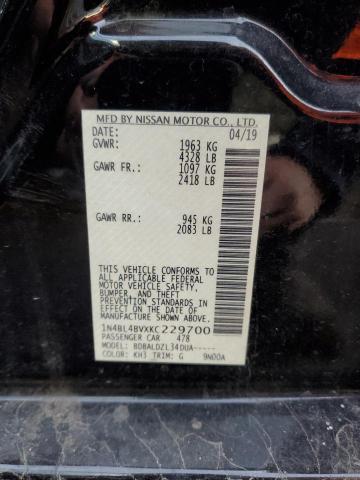 MFD BY NISSAN MOTOR CO., LTD.
DATE: 04/19
GVWR: 1963 KG
4328 LB
GAWR FR.: 1097 KG
2418 LB
GAWR RR.: 945 KG
2083 LB
THIS VEHICLE CONFORMS TO
ALL APPLICABLE FEDERAL
MOTOR VEHICLE SAFETY,
BUMPER, AND THEFT
PREVENTION STANDARDS IN
EFFECT ON THE DATE OF
MANUFACTURE SHOWN ABOVE.
1N4BL4BVXKC229700
PASSENGER CAR 478
MODEL: BDBALDZL34DUA-----
COLOR: KH3 TRIM: G 9N00A